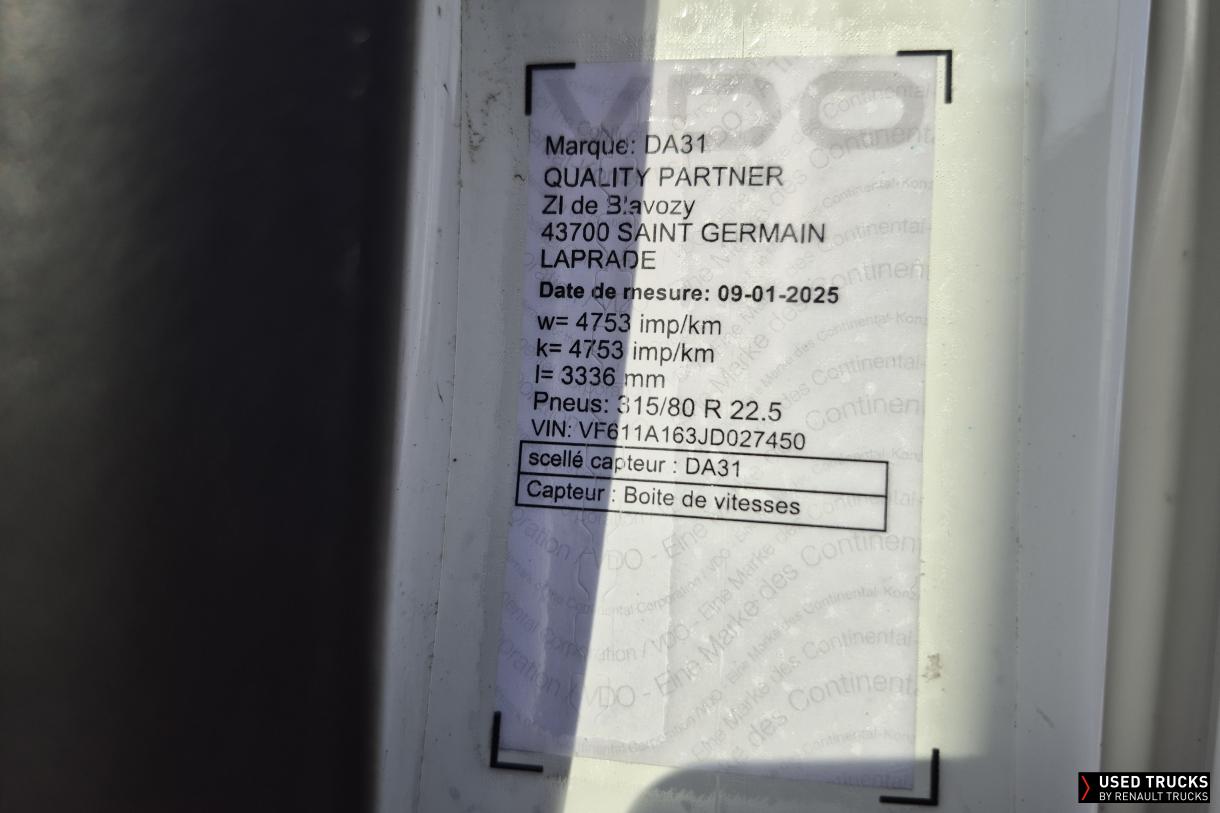 VDO
Marque: DA31
QUALITY PARTNER
ZI de Blavozy
43700 SAINT GERMAIN
LAPRADE
Date de mesure: 09-01-2025
w= 4753 imp/km
k= 4753 imp/km
l= 3336 mm
Pneus: 315/80 R 22.5
VIN: VF611A163JD027450
scellé capteur : DA31
Capteur : Boite de vitesses
USED TRUCKS
BY RENAULT TRUCKS